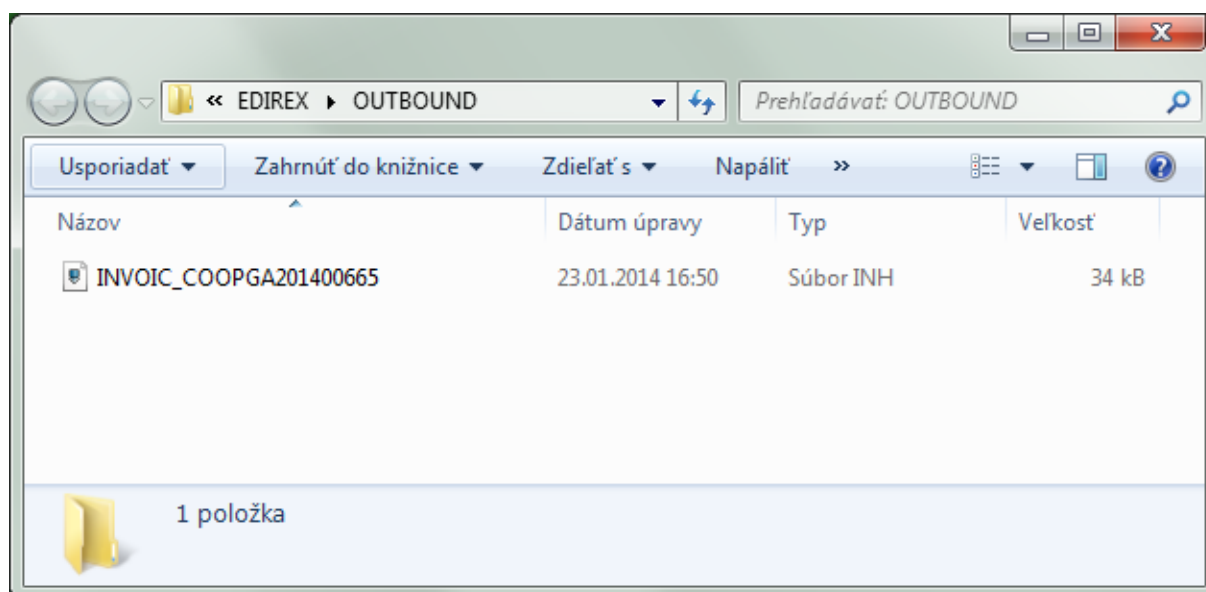 « EDIREX ▸ OUTBOUND Prehľadávať: OUTBOUND
Usporiadať Zahrnúť do knižnice Zdieľať s Napáliť »
Názov Dátum úpravy Typ Veľkosť
INVOIC_COOPGA201400665 23.01.2014 16:50 Súbor INH 34 kB
1 položka